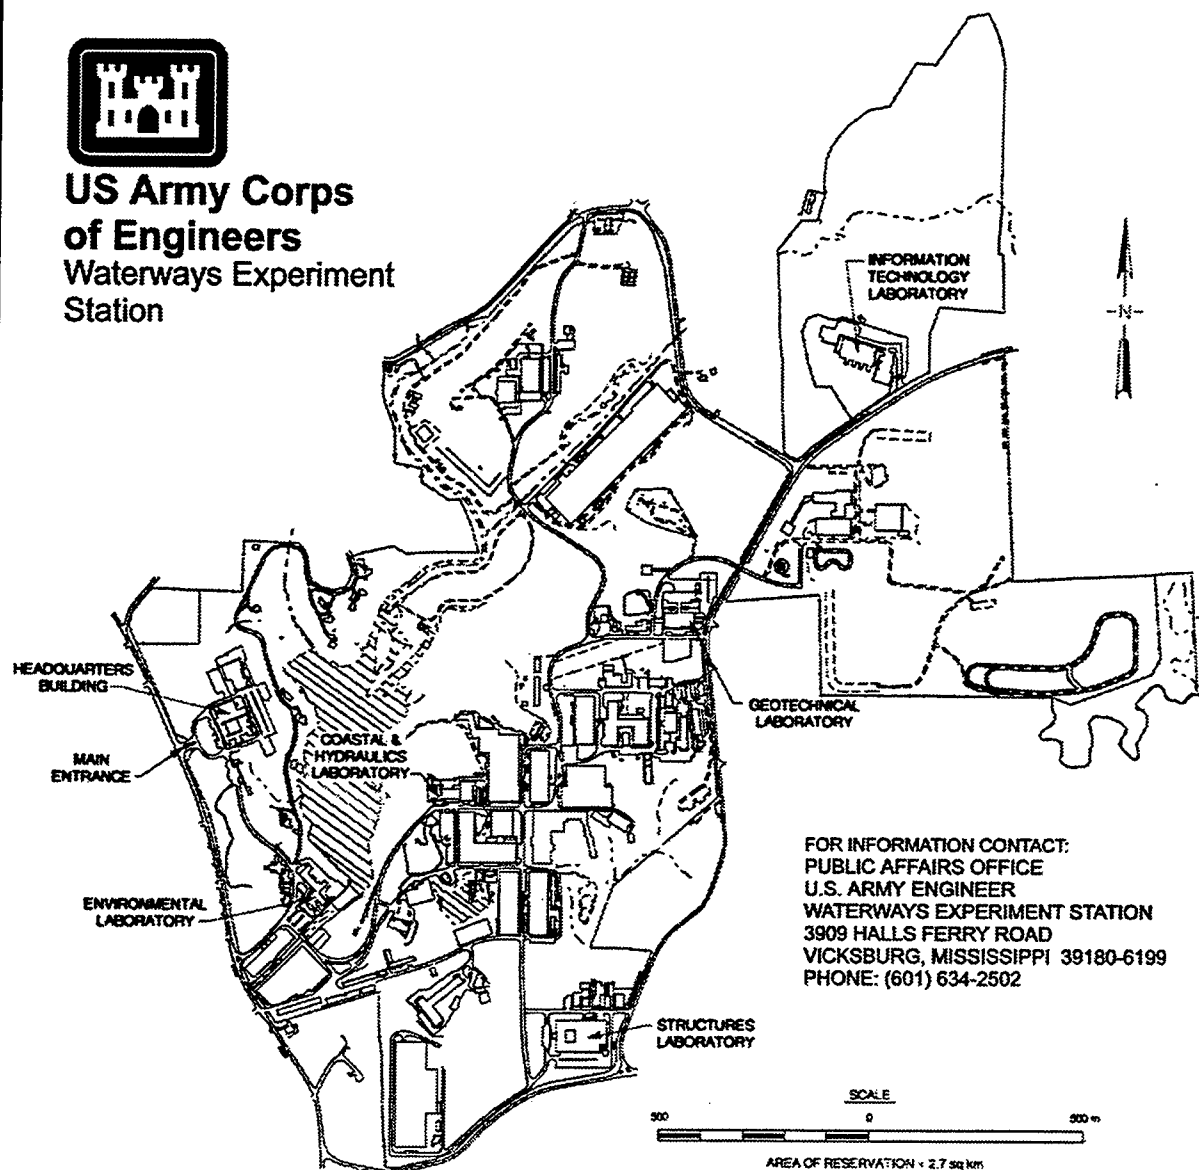 US Army Corps
of Engineers
Waterways Experiment
Station
INFORMATION
TECHNOLOGY
LABORATORY
-N-
HEADQUARTERS
BUILDING
MAIN
ENTRANCE
COASTAL &
HYDRAULICS
LABORATORY
GEOTECHNICAL
LABORATORY
ENVIRONMENTAL
LABORATORY
FOR INFORMATION CONTACT:
PUBLIC AFFAIRS OFFICE
U.S. ARMY ENGINEER
WATERWAYS EXPERIMENT STATION
3909 HALLS FERRY ROAD
VICKSBURG, MISSISSIPPI 39180-6199
PHONE: (601) 634-2502
STRUCTURES
LABORATORY
SCALE
500 0 500 m
AREA OF RESERVATION = 2.7 sq km